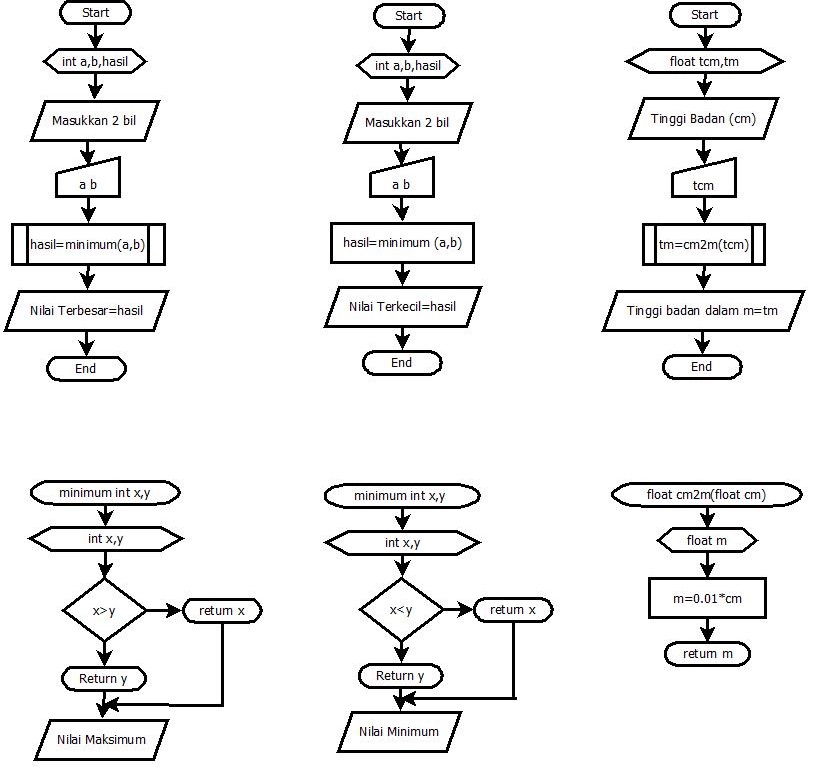 Start
int a,b,hasil
Masukkan 2 bil
a b
hasil=minimum(a,b)
Nilai Terbesar=hasil
End
Start
int a,b,hasil
Masukkan 2 bil
a b
hasil=minimum (a,b)
Nilai Terkecil=hasil
End
Start
float tcm,tm
Tinggi Badan (cm)
tcm
tm=cm2m(tcm)
Tinggi badan dalam m=tm
End
minimum int x,y
int x,y
x>y
return x
Return y
Nilai Maksimum
minimum int x,y
int x,y
x<y
return x
Return y
Nilai Minimum
float cm2m(float cm)
float m
m=0.01*cm
return m